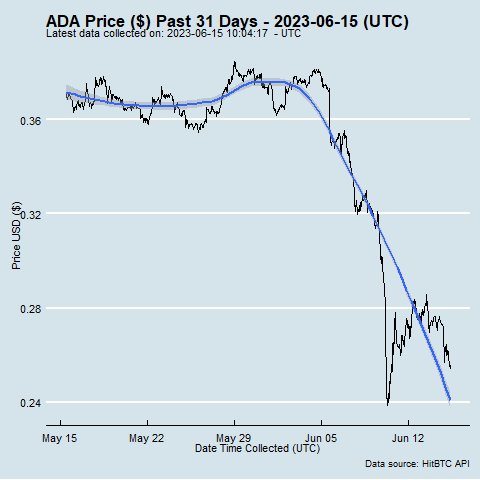 ADA Price ($) Past 31 Days - 2023-06-15 (UTC)
Latest data collected on: 2023-06-15 10:04:17 - UTC
0.36
0.32
0.28
0.24
Price USD ($)
May 15 May 22 May 29 Jun 05 Jun 12
Date Time Collected (UTC)
Data source: HitBTC API